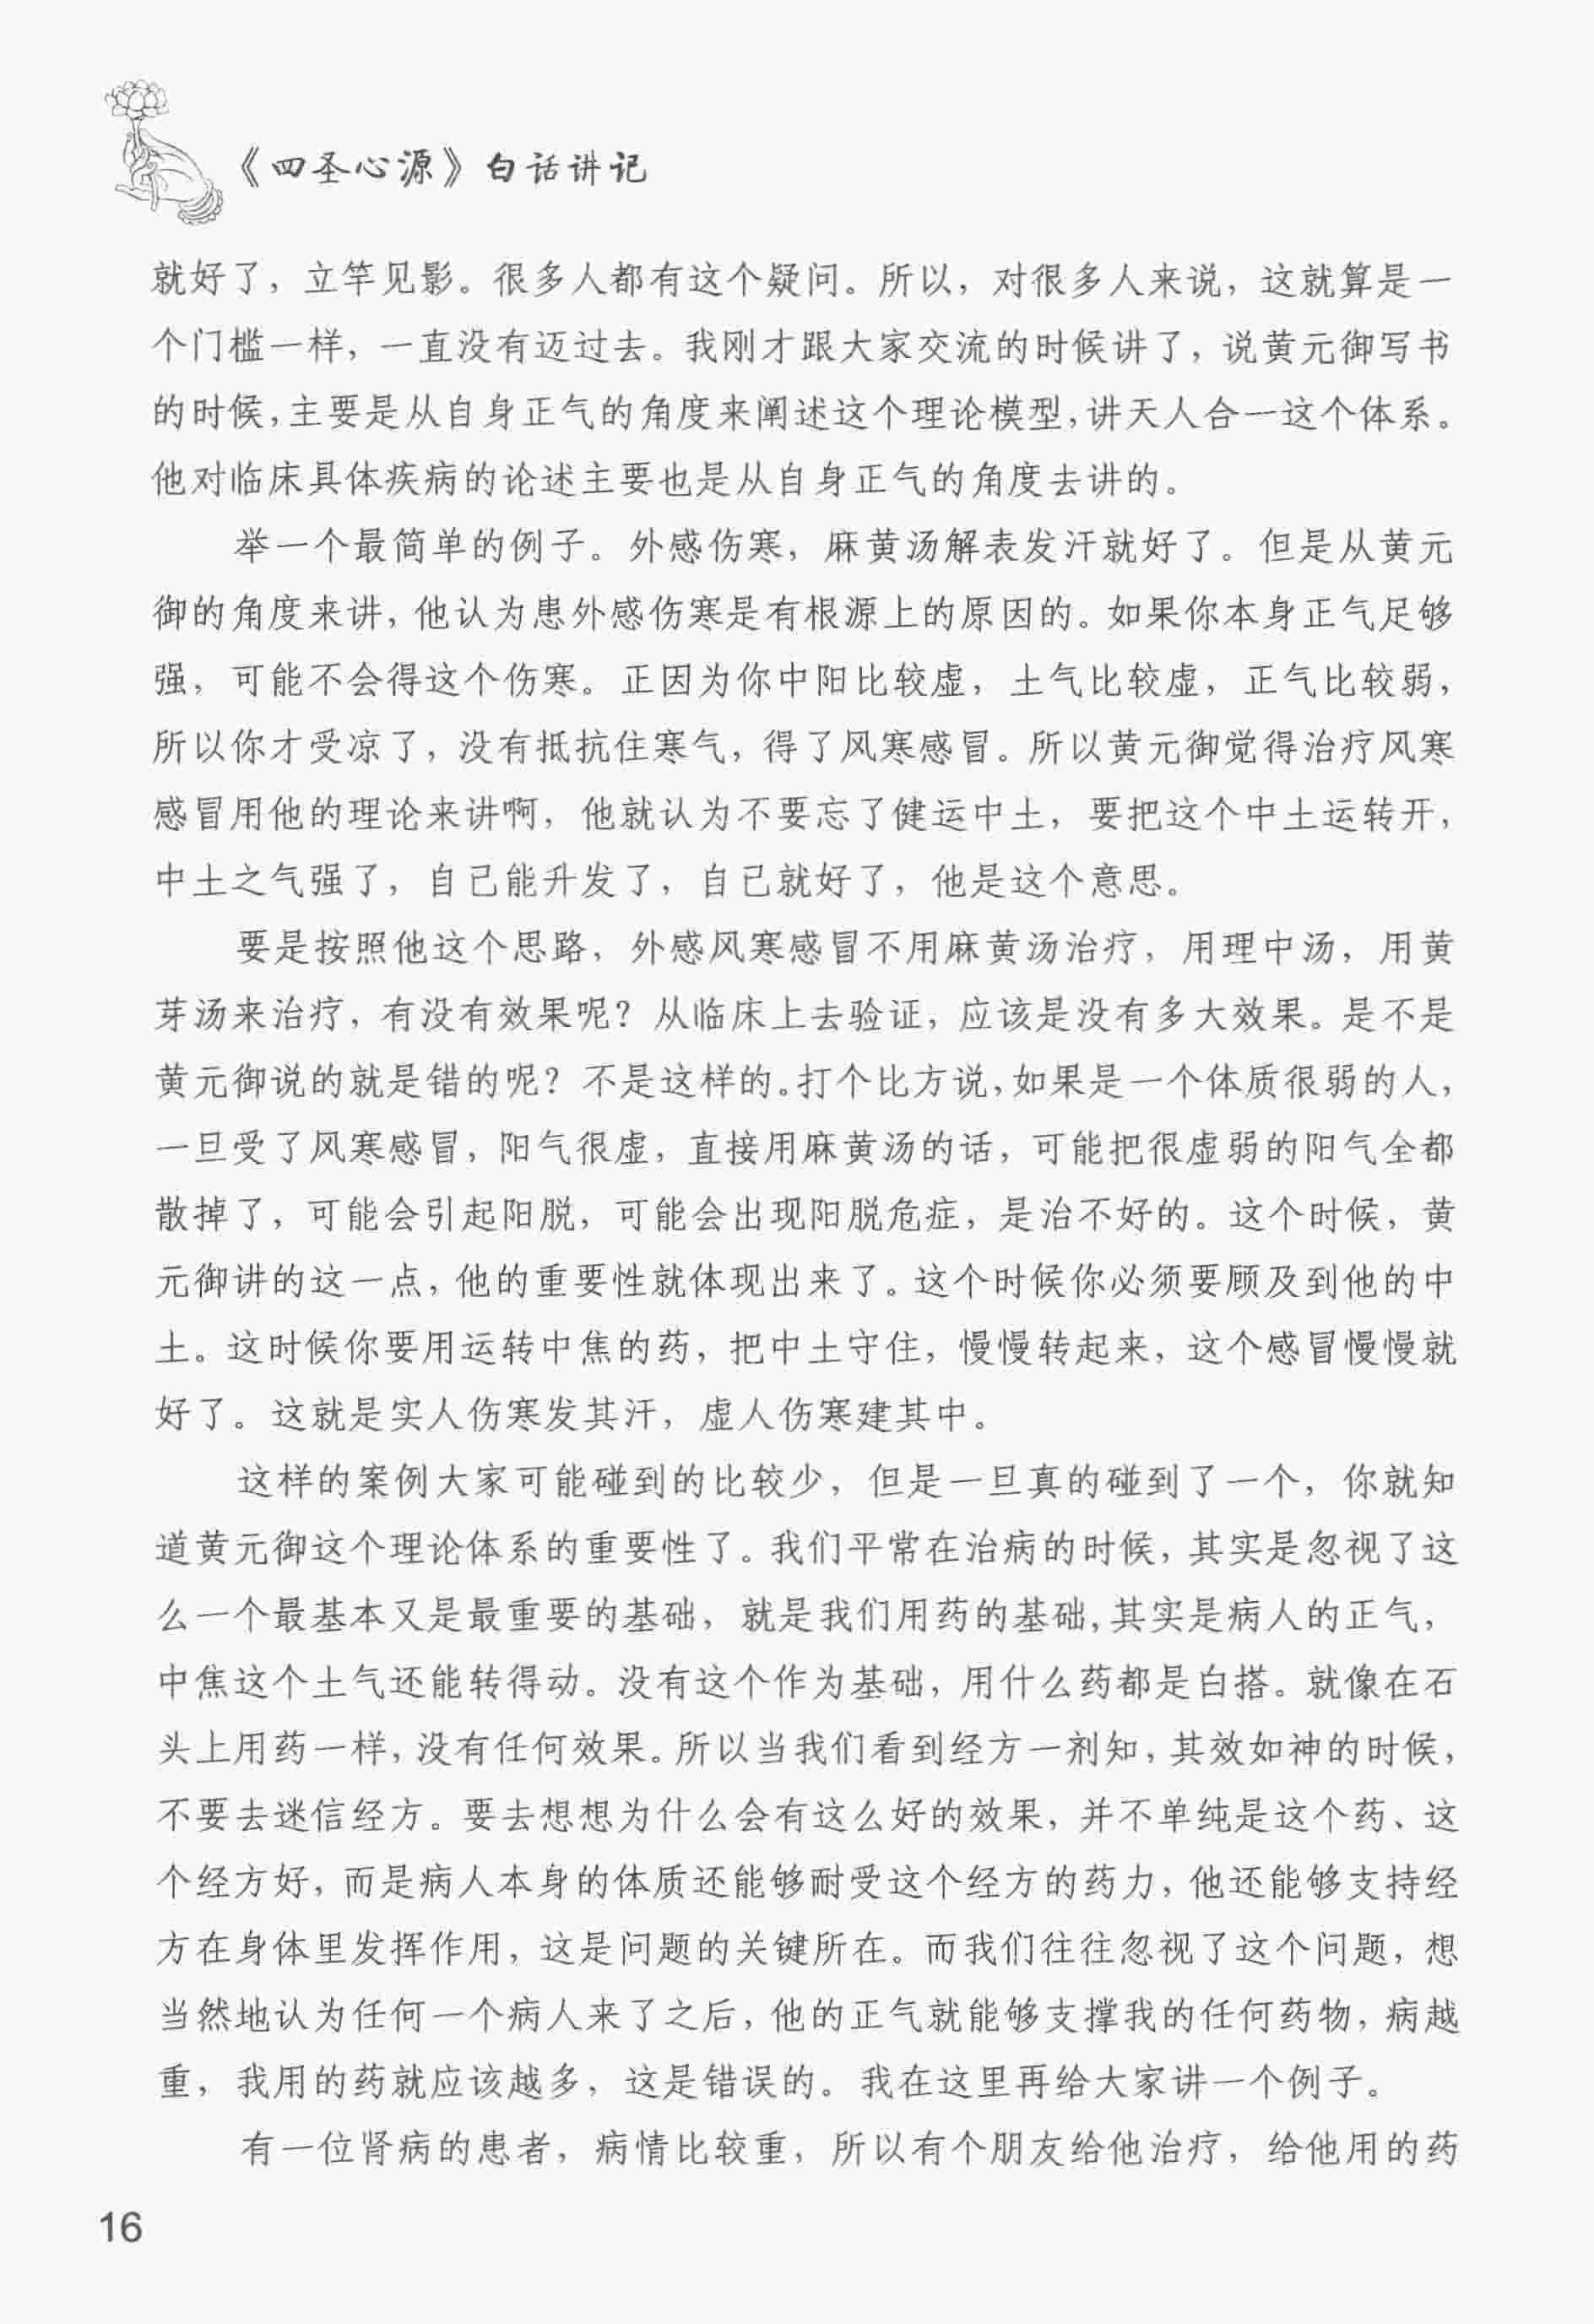 《四圣心源》白话讲记
就好了，立竿见影。很多人都有这个疑问。所以，对很多人来说，这就算是一
个门槛一样，一直没有迈过去。我刚才跟大家交流的时候讲了，说黄元御写书
的时候，主要是从自身正气的角度来阐述这个理论模型，讲天人合一这个体系。
他对临床具体疾病的论述主要也是从自身正气的角度去讲的。
举一个最简单的例子。外感伤寒，麻黄汤解表发汗就好了。但是从黄元
御的角度来讲，他认为患外感伤寒是有根源上的原因的。如果你本身正气足够
强，可能不会得这个伤寒。正因为你中阳比较虚，土气比较虚，正气比较弱，
所以你才受凉了，没有抵抗住寒气，得了风寒感冒。所以黄元御觉得治疗风寒
感冒用他的理论来讲啊，他就认为不要忘了健运中土，要把这个中土运转开，
中土之气强了，自己能升发了，自己就好了，他是这个意思。
要是按照他这个思路，外感风寒感冒不用麻黄汤治疗，用理中汤，用黄
芽汤来治疗，有没有效果呢？从临床上去验证，应该是没有多大效果。是不是
黄元御说的就是错的呢？不是这样的。打个比方说，如果是一个体质很弱的人，
一旦受了风寒感冒，阳气很虚，直接用麻黄汤的话，可能把很虚弱的阳气全都
散掉了，可能会引起阳脱，可能会出现阳脱危症，是治不好的。这个时候，黄
元御讲的这一点，他的重要性就体现出来了。这个时候你必须要顾及到他的中
土。这时候你要用运转中焦的药，把中土守住，慢慢转起来，这个感冒慢慢就
好了。这就是实人伤寒发其汗，虚人伤寒建其中。
这样的案例大家可能碰到的比较少，但是一旦真的碰到了一个，你就知
道黄元御这个理论体系的重要性了。我们平常在治病的时候，其实是忽视了这
么一个最基本又是最重要的基础，就是我们用药的基础，其实是病人的正气，
中焦这个土气还能转得动。没有这个作为基础，用什么药都是白搭。就像在石
头上用药一样，没有任何效果。所以当我们看到经方一剂知，其效如神的时候，
不要去迷信经方。要去想想为什么会有这么好的效果，并不单纯是这个药、这
个经方好，而是病人本身的体质还能够耐受这个经方的药力，他还能够支持经
方在身体里发挥作用，这是问题的关键所在。而我们往往忽视了这个问题，想
当然地认为任何一个病人来了之后，他的正气就能够支撑我的任何药物，病越
重，我用的药就应该越多，这是错误的。我在这里再给大家讲一个例子。
有一位肾病的患者，病情比较重，所以有个朋友给他治疗，给他用的药
16